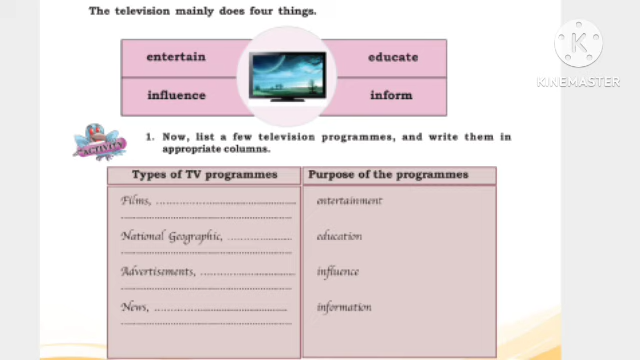 The television mainly does four things.
entertain
educate
influence
inform
KINEMASTER
ACTIVITY
1. Now, list a few television programmes, and write them in
appropriate columns.
Types of TV programmes
Purpose of the programmes
Films, ................................................
................................................
entertainment
National Geographic, ......................
................................................
education
Advertisements, ................................
................................................
influence
News, ................................................
................................................
information